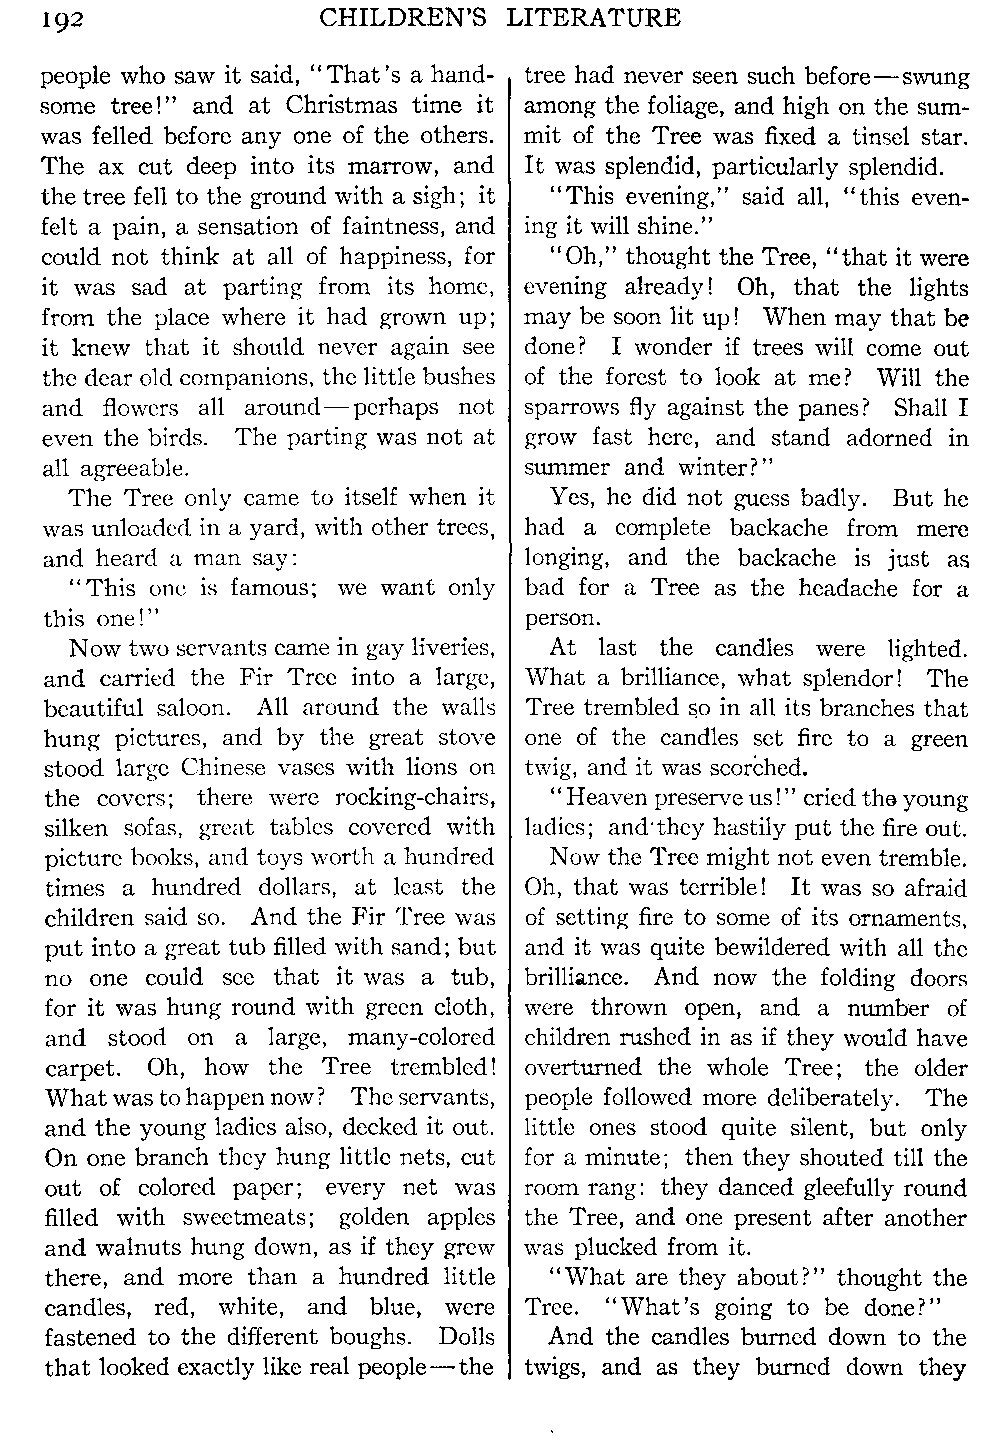 192 CHILDREN'S LITERATURE
people who saw it said, "That's a hand-
some tree!" and at Christmas time it
was felled before any one of the others.
The ax cut deep into its marrow, and
the tree fell to the ground with a sigh; it
felt a pain, a sensation of faintness, and
could not think at all of happiness, for
it was sad at parting from its home,
from the place where it had grown up;
it knew that it should never again see
the dear old companions, the little bushes
and flowers all around—perhaps not
even the birds. The parting was not at
all agreeable.
The Tree only came to itself when it
was unloaded in a yard, with other trees,
and heard a man say:
"This one is famous; we want only
this one!"
Now two servants came in gay liveries,
and carried the Fir Tree into a large,
beautiful saloon. All around the walls
hung pictures, and by the great stove
stood large Chinese vases with lions on
the covers; there were rocking-chairs,
silken sofas, great tables covered with
picture books, and toys worth a hundred
times a hundred dollars, at least the
children said so. And the Fir Tree was
put into a great tub filled with sand; but
no one could see that it was a tub,
for it was hung round with green cloth,
and stood on a large, many-colored
carpet. Oh, how the Tree trembled!
What was to happen now? The servants,
and the young ladies also, decked it out.
On one branch they hung little nets, cut
out of colored paper; every net was
filled with sweetmeats; golden apples
and walnuts hung down, as if they grew
there, and more than a hundred little
candles, red, white, and blue, were
fastened to the different boughs. Dolls
that looked exactly like real people—the
tree had never seen such before—swung
among the foliage, and high on the sum-
mit of the Tree was fixed a tinsel star.
It was splendid, particularly splendid.
"This evening," said all, "this even-
ing it will shine."
"Oh," thought the Tree, "that it were
evening already! Oh, that the lights
may be soon lit up! When may that be
done? I wonder if trees will come out
of the forest to look at me? Will the
sparrows fly against the panes? Shall I
grow fast here, and stand adorned in
summer and winter?"
Yes, he did not guess badly. But he
had a complete backache from mere
longing, and the backache is just as
bad for a Tree as the headache for a
person.
At last the candles were lighted.
What a brilliance, what splendor! The
Tree trembled so in all its branches that
one of the candles set fire to a green
twig, and it was scorched.
"Heaven preserve us!" cried the young
ladies; and they hastily put the fire out.
Now the Tree might not even tremble.
Oh, that was terrible! It was so afraid
of setting fire to some of its ornaments,
and it was quite bewildered with all the
brilliance. And now the folding doors
were thrown open, and a number of
children rushed in as if they would have
overturned the whole Tree; the older
people followed more deliberately. The
little ones stood quite silent, but only
for a minute; then they shouted till the
room rang: they danced gleefully round
the Tree, and one present after another
was plucked from it.
"What are they about?" thought the
Tree. "What's going to be done?"
And the candles burned down to the
twigs, and as they burned down they